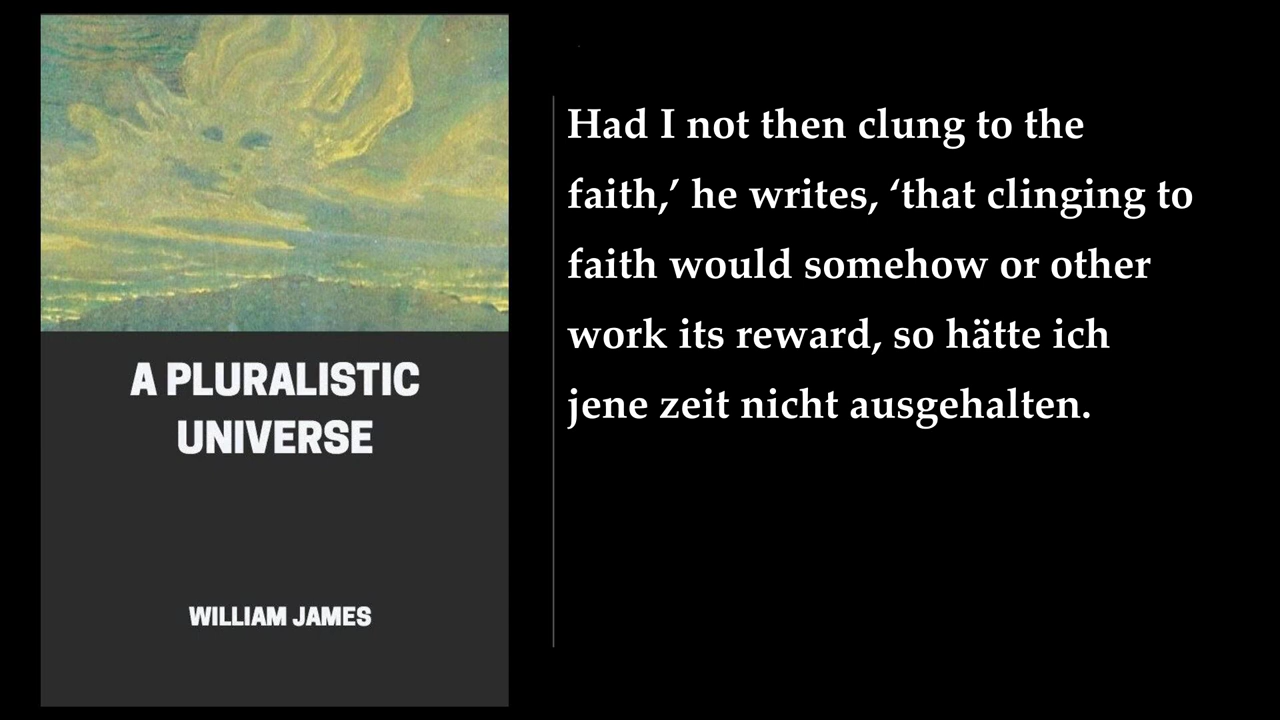 A PLURALISTIC
UNIVERSE
WILLIAM JAMES
Had I not then clung to the
faith,’ he writes, ‘that clinging to
faith would somehow or other
work its reward, so hätte ich
jene zeit nicht ausgehalten.